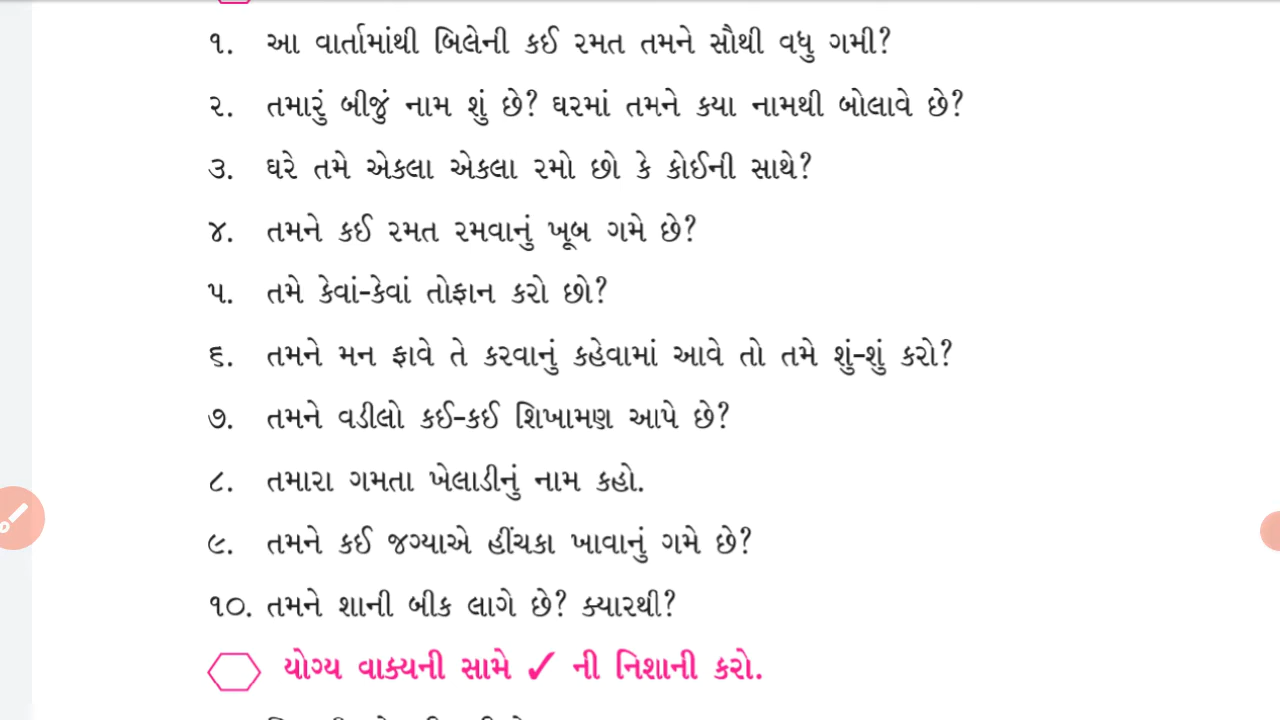 ૧. આ વાર્તામાંથી બિલેની કઈ રમત તમને સૌથી વધુ ગમી?
૨. તમારું બીજું નામ શું છે? ઘરમાં તમને કયા નામથી બોલાવે છે?
૩. ઘરે તમે એકલા એકલા રમો છો કે કોઈની સાથે?
૪. તમને કઈ રમત રમવાનું ખૂબ ગમે છે?
૫. તમે કેવાં-કેવાં તોફાન કરો છો?
૬. તમને મન ફાવે તે કરવાનું કહેવામાં આવે તો તમે શું-શું કરો?
૭. તમને વડીલો કઈ-કઈ શિખામણ આપે છે?
૮. તમારા ગમતા ખેલાડીનું નામ કહો.
૯. તમને કઈ જગ્યાએ હીંચકા ખાવાનું ગમે છે?
૧૦. તમને શાની બીક લાગે છે? ક્યારથી?
યોગ્ય વાક્યની સામે ✓ ની નિશાની કરો.